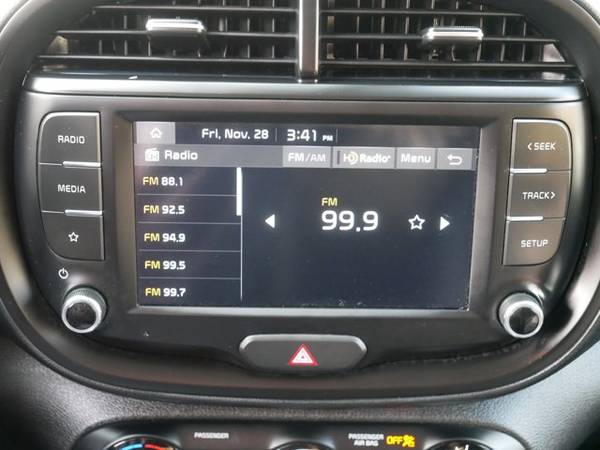 Fri, Nov. 28 3:41 PM
RADIO
MEDIA
Radio FM/AM HD Radio Menu
FM 88.1
FM 92.5
FM 94.9
FM 99.5
FM 99.7
FM
99.9
< SEEK
TRACK >
SETUP
PASSENGER
PASSENGER
AIR BAG OFF